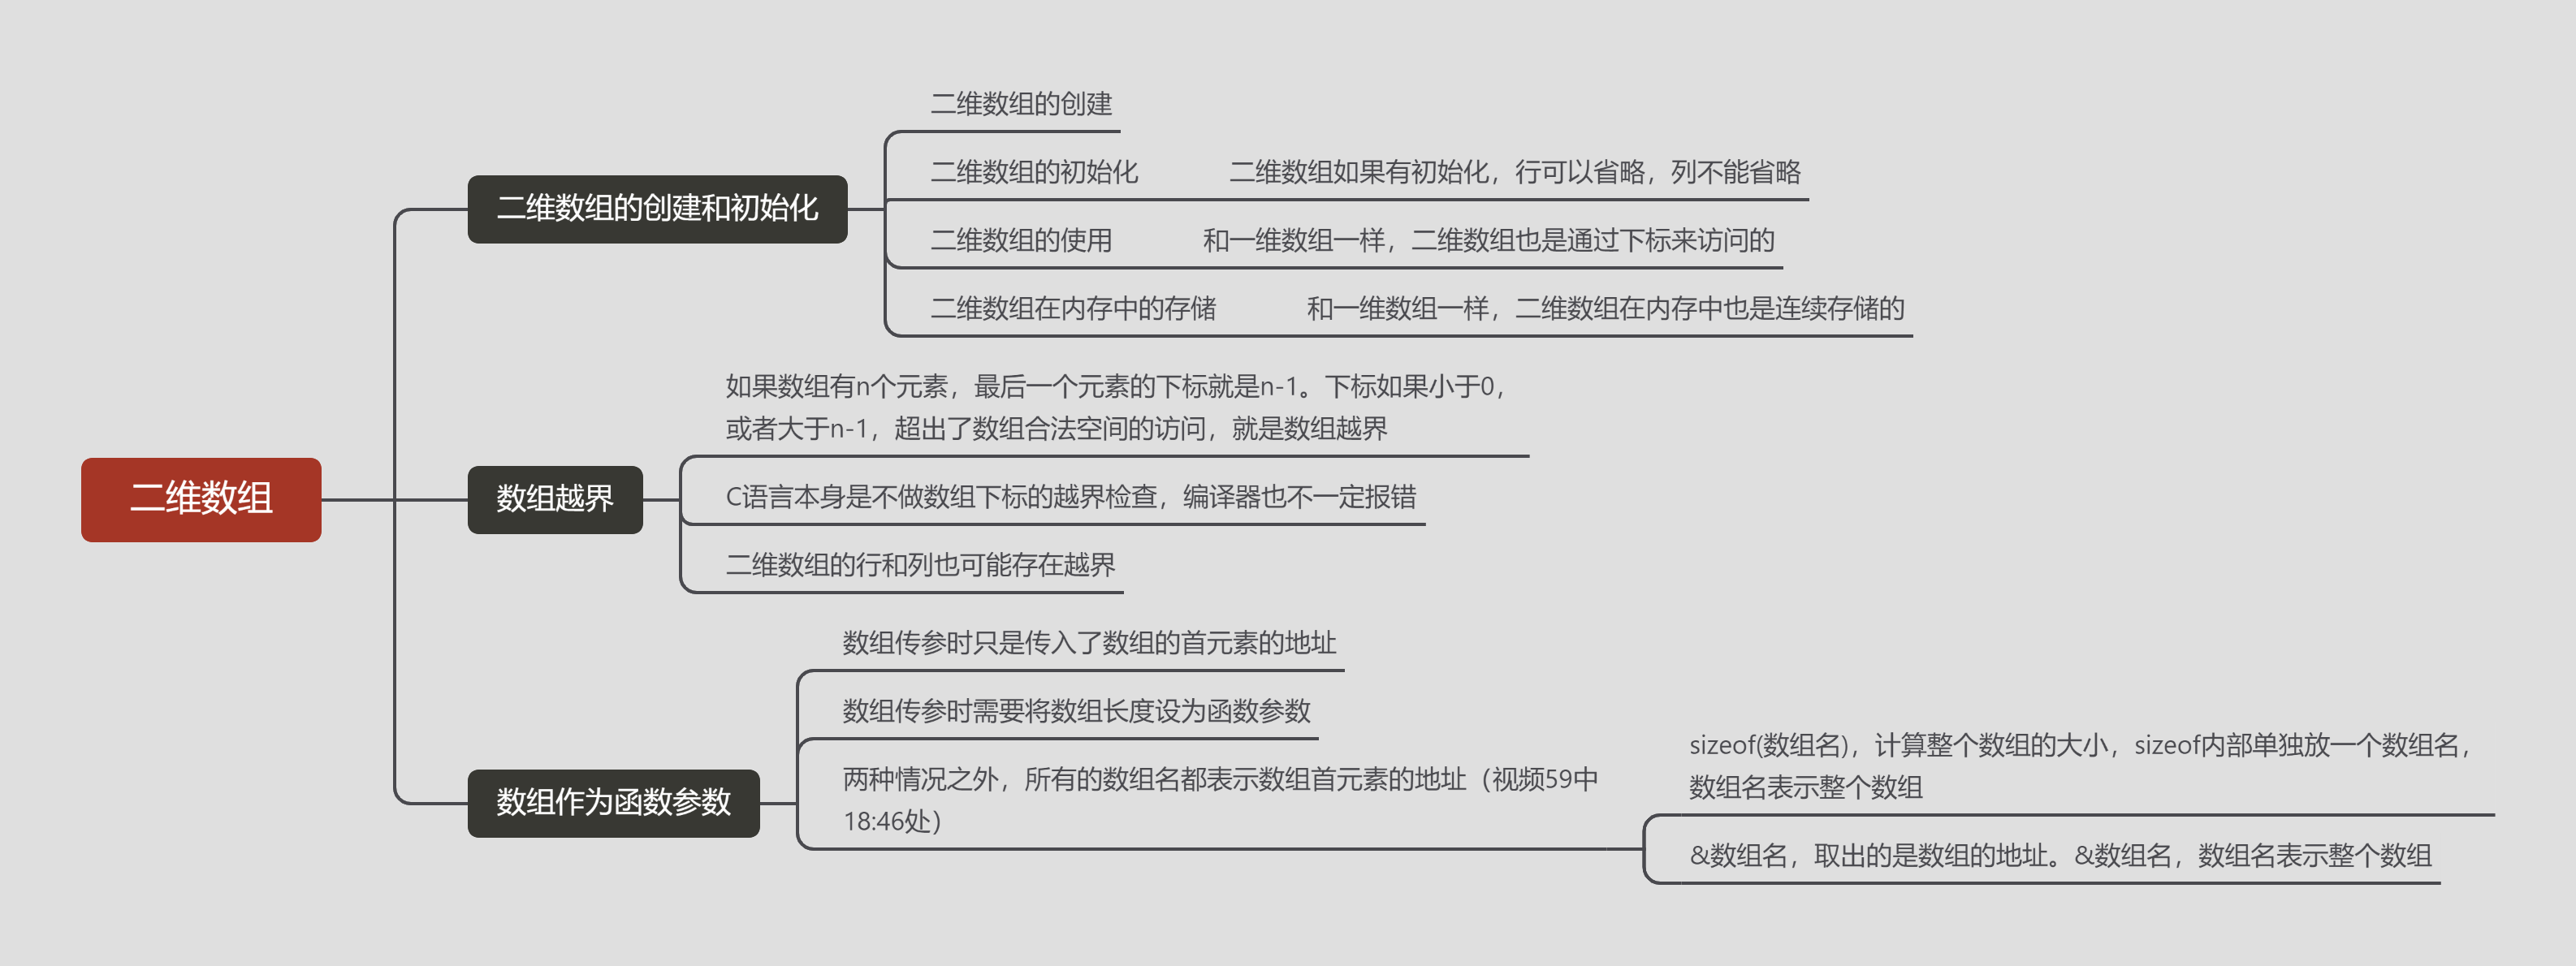 二维数组
二维数组的创建和初始化
二维数组的创建
二维数组的初始化 二维数组如果有初始化，行可以省略，列不能省略
二维数组的使用 和一维数组一样，二维数组也是通过下标来访问的
二维数组在内存中的存储 和一维数组一样，二维数组在内存中也是连续存储的
数组越界
如果数组有n个元素，最后一个元素的下标就是n-1。下标如果小于0，
或者大于n-1，超出了数组合法空间的访问，就是数组越界
C语言本身是不做数组下标的越界检查，编译器也不一定报错
二维数组的行和列也可能存在越界
数组作为函数参数
数组传参时只是传入了数组的首元素的地址
数组传参时需要将数组长度设为函数参数
两种情况之外，所有的数组名都表示数组首元素的地址（视频59中
18:46处）
sizeof(数组名)，计算整个数组的大小，sizeof内部单独放一个数组名，
数组名表示整个数组
&数组名，取出的是数组的地址。&数组名，数组名表示整个数组